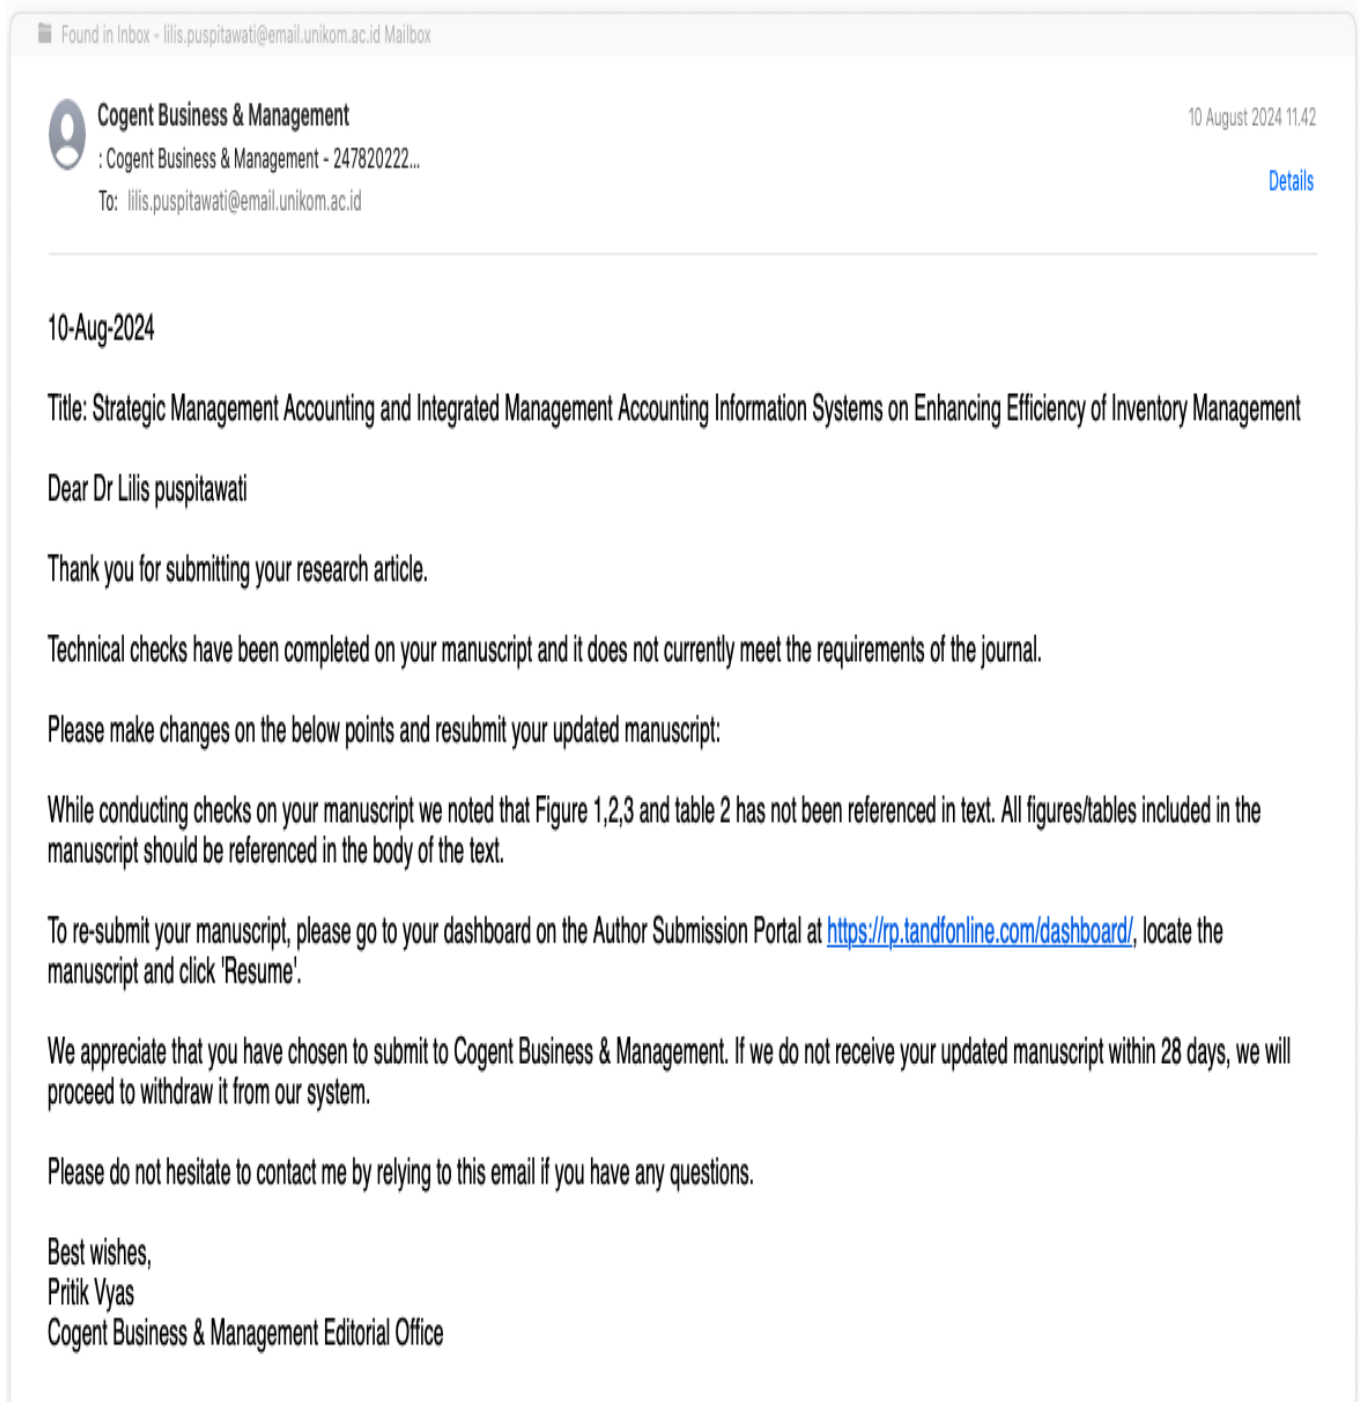 Found in Inbox - lilis.puspitawati@email.unikom.ac.id Mailbox
Cogent Business & Management
10 August 2024 11.42
: Cogent Business & Management - 247820222...
Details
To: lilis.puspitawati@email.unikom.ac.id
10-Aug-2024
Title: Strategic Management Accounting and Integrated Management Accounting Information Systems on Enhancing Efficiency of Inventory Management
Dear Dr Lilis puspitawati
Thank you for submitting your research article.
Technical checks have been completed on your manuscript and it does not currently meet the requirements of the journal.
Please make changes on the below points and resubmit your updated manuscript:
While conducting checks on your manuscript we noted that Figure 1,2,3 and table 2 has not been referenced in text. All figures/tables included in the
manuscript should be referenced in the body of the text.
To re-submit your manuscript, please go to your dashboard on the Author Submission Portal at https://rp.tandfonline.com/dashboard/, locate the
manuscript and click 'Resume'.
We appreciate that you have chosen to submit to Cogent Business & Management. If we do not receive your updated manuscript within 28 days, we will
proceed to withdraw it from our system.
Please do not hesitate to contact me by relying to this email if you have any questions.
Best wishes,
Pritik Vyas
Cogent Business & Management Editorial Office